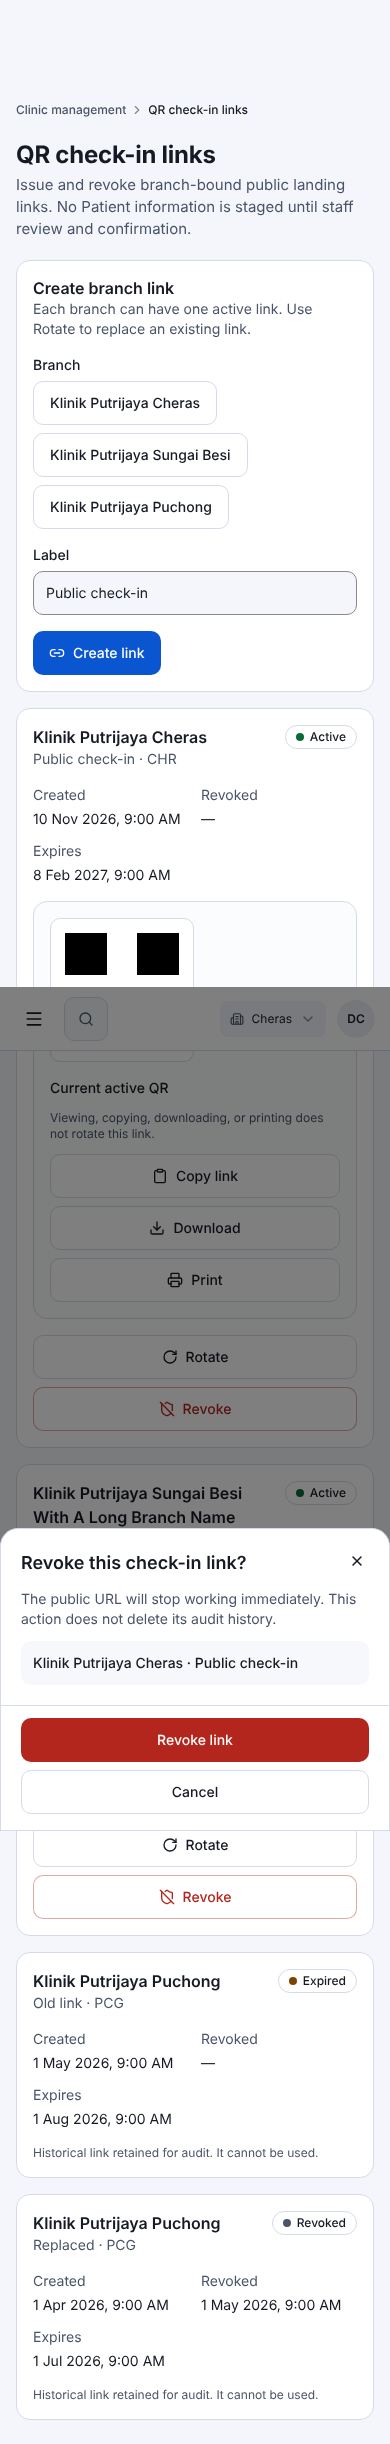 Clinic management > QR check-in links
QR check-in links
Issue and revoke branch-bound public landing
links. No Patient information is staged until staff
review and confirmation.
Create branch link
Each branch can have one active link. Use
Rotate to replace an existing link.
Branch
Klinik Putrijaya Cheras
Klinik Putrijaya Sungai Besi
Klinik Putrijaya Puchong
Label
Public check-in
Create link
Klinik Putrijaya Cheras Active
Public check-in · CHR
Created Revoked
10 Nov 2026, 9:00 AM —
Expires
8 Feb 2027, 9:00 AM
Cheras DC
Current active QR
Viewing, copying, downloading, or printing does
not rotate this link.
Copy link
Download
Print
Rotate
Revoke
Klinik Putrijaya Sungai Besi Active
With A Long Branch Name
Revoke this check-in link?
The public URL will stop working immediately. This
action does not delete its audit history.
Klinik Putrijaya Cheras · Public check-in
Revoke link
Cancel
Rotate
Revoke
Klinik Putrijaya Puchong Expired
Old link · PCG
Created Revoked
1 May 2026, 9:00 AM —
Expires
1 Aug 2026, 9:00 AM
Historical link retained for audit. It cannot be used.
Klinik Putrijaya Puchong Revoked
Replaced · PCG
Created Revoked
1 Apr 2026, 9:00 AM 1 May 2026, 9:00 AM
Expires
1 Jul 2026, 9:00 AM
Historical link retained for audit. It cannot be used.